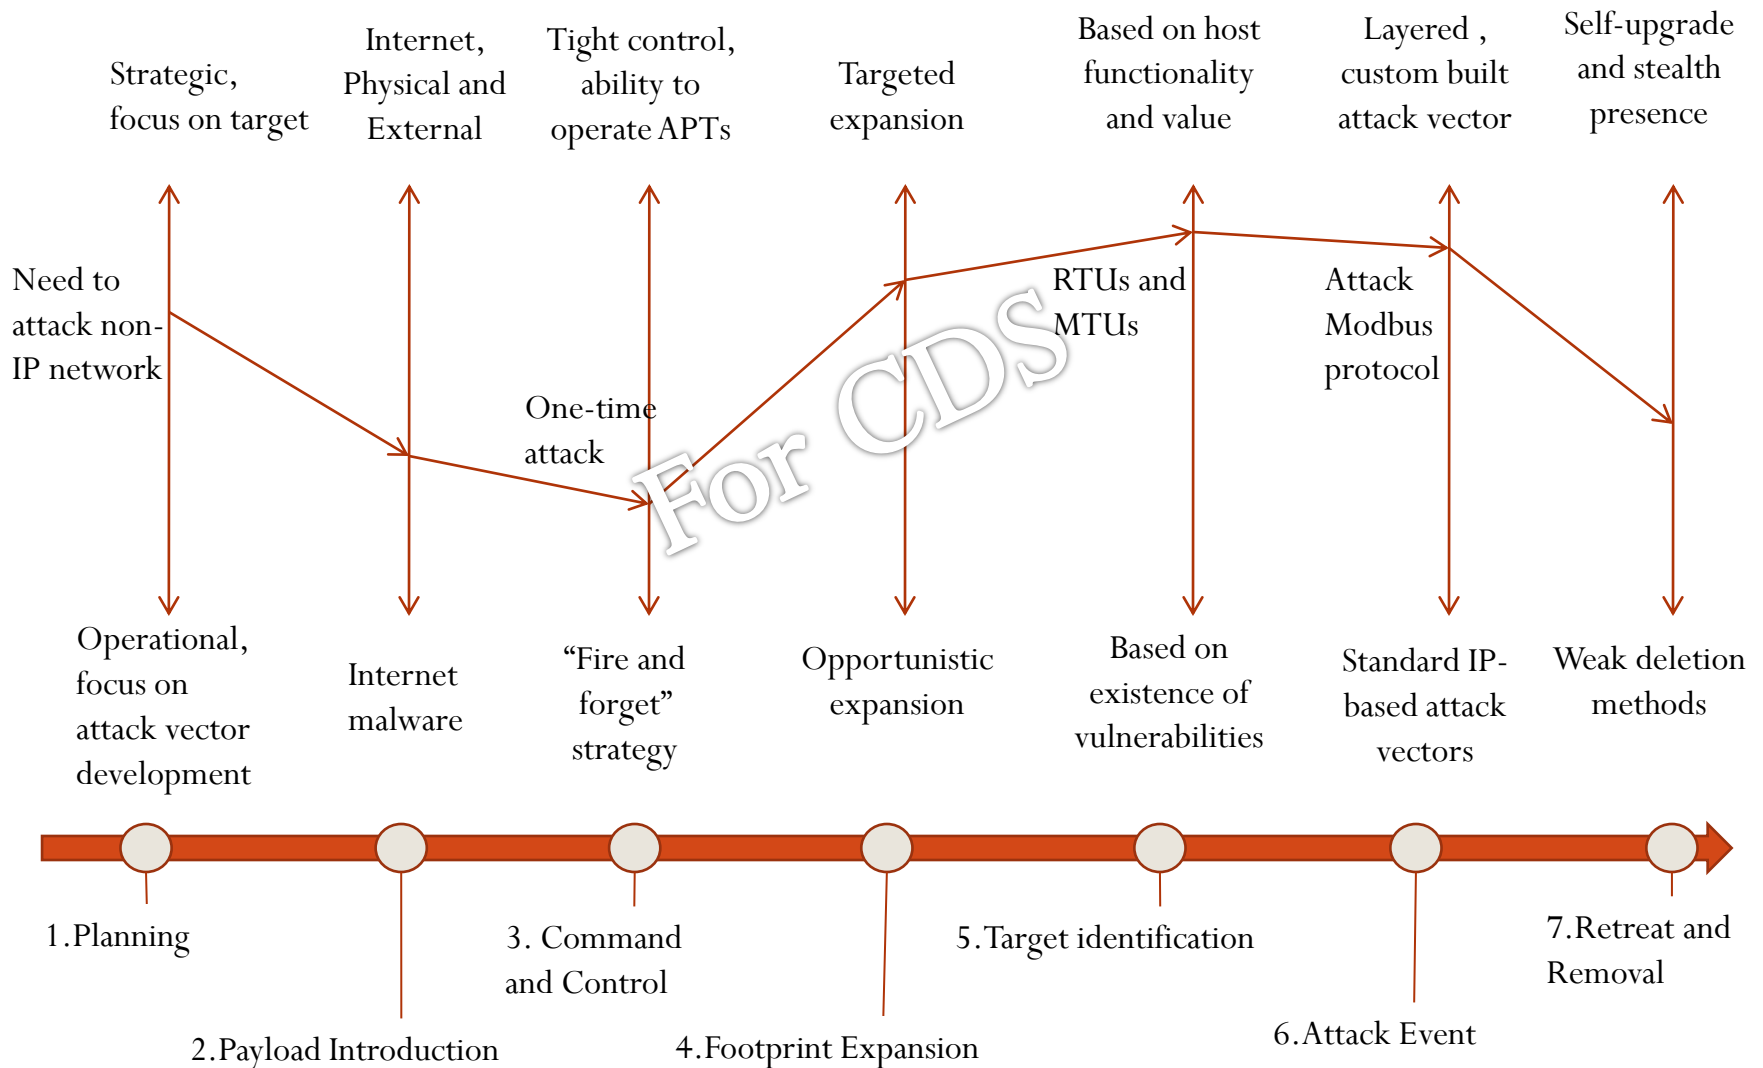 Strategic,
focus on target
Internet,
Physical and
External
Tight control,
ability to
operate APTs
Targeted
expansion
Based on host
functionality
and value
Layered ,
custom built
attack vector
Self-upgrade
and stealth
presence
Need to
attack non-
IP network
One-time
attack
RTUs and
MTUs
Attack
Modbus
protocol
For CDS
Operational,
focus on
attack vector
development
Internet
malware
“Fire and
forget”
strategy
Opportunistic
expansion
Based on
existence of
vulnerabilities
Standard IP-
based attack
vectors
Weak deletion
methods
1.Planning
2.Payload Introduction
3. Command
and Control
4.Footprint Expansion
5.Target identification
6.Attack Event
7.Retreat and
Removal